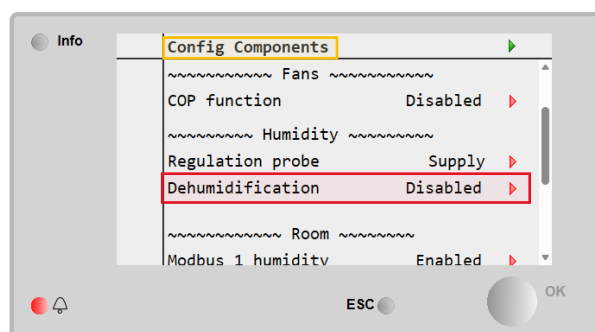 Info
Config Components
~~~~~~~~~~~ Fans ~~~~~~~~~~~
COP function Disabled
~~~~~~~~~ Humidity ~~~~~~~~~
Regulation probe Supply
Dehumidification Disabled
~~~~~~~~~~~~ Room ~~~~~~~~
Modbus 1 humidity Enabled
ESC
OK